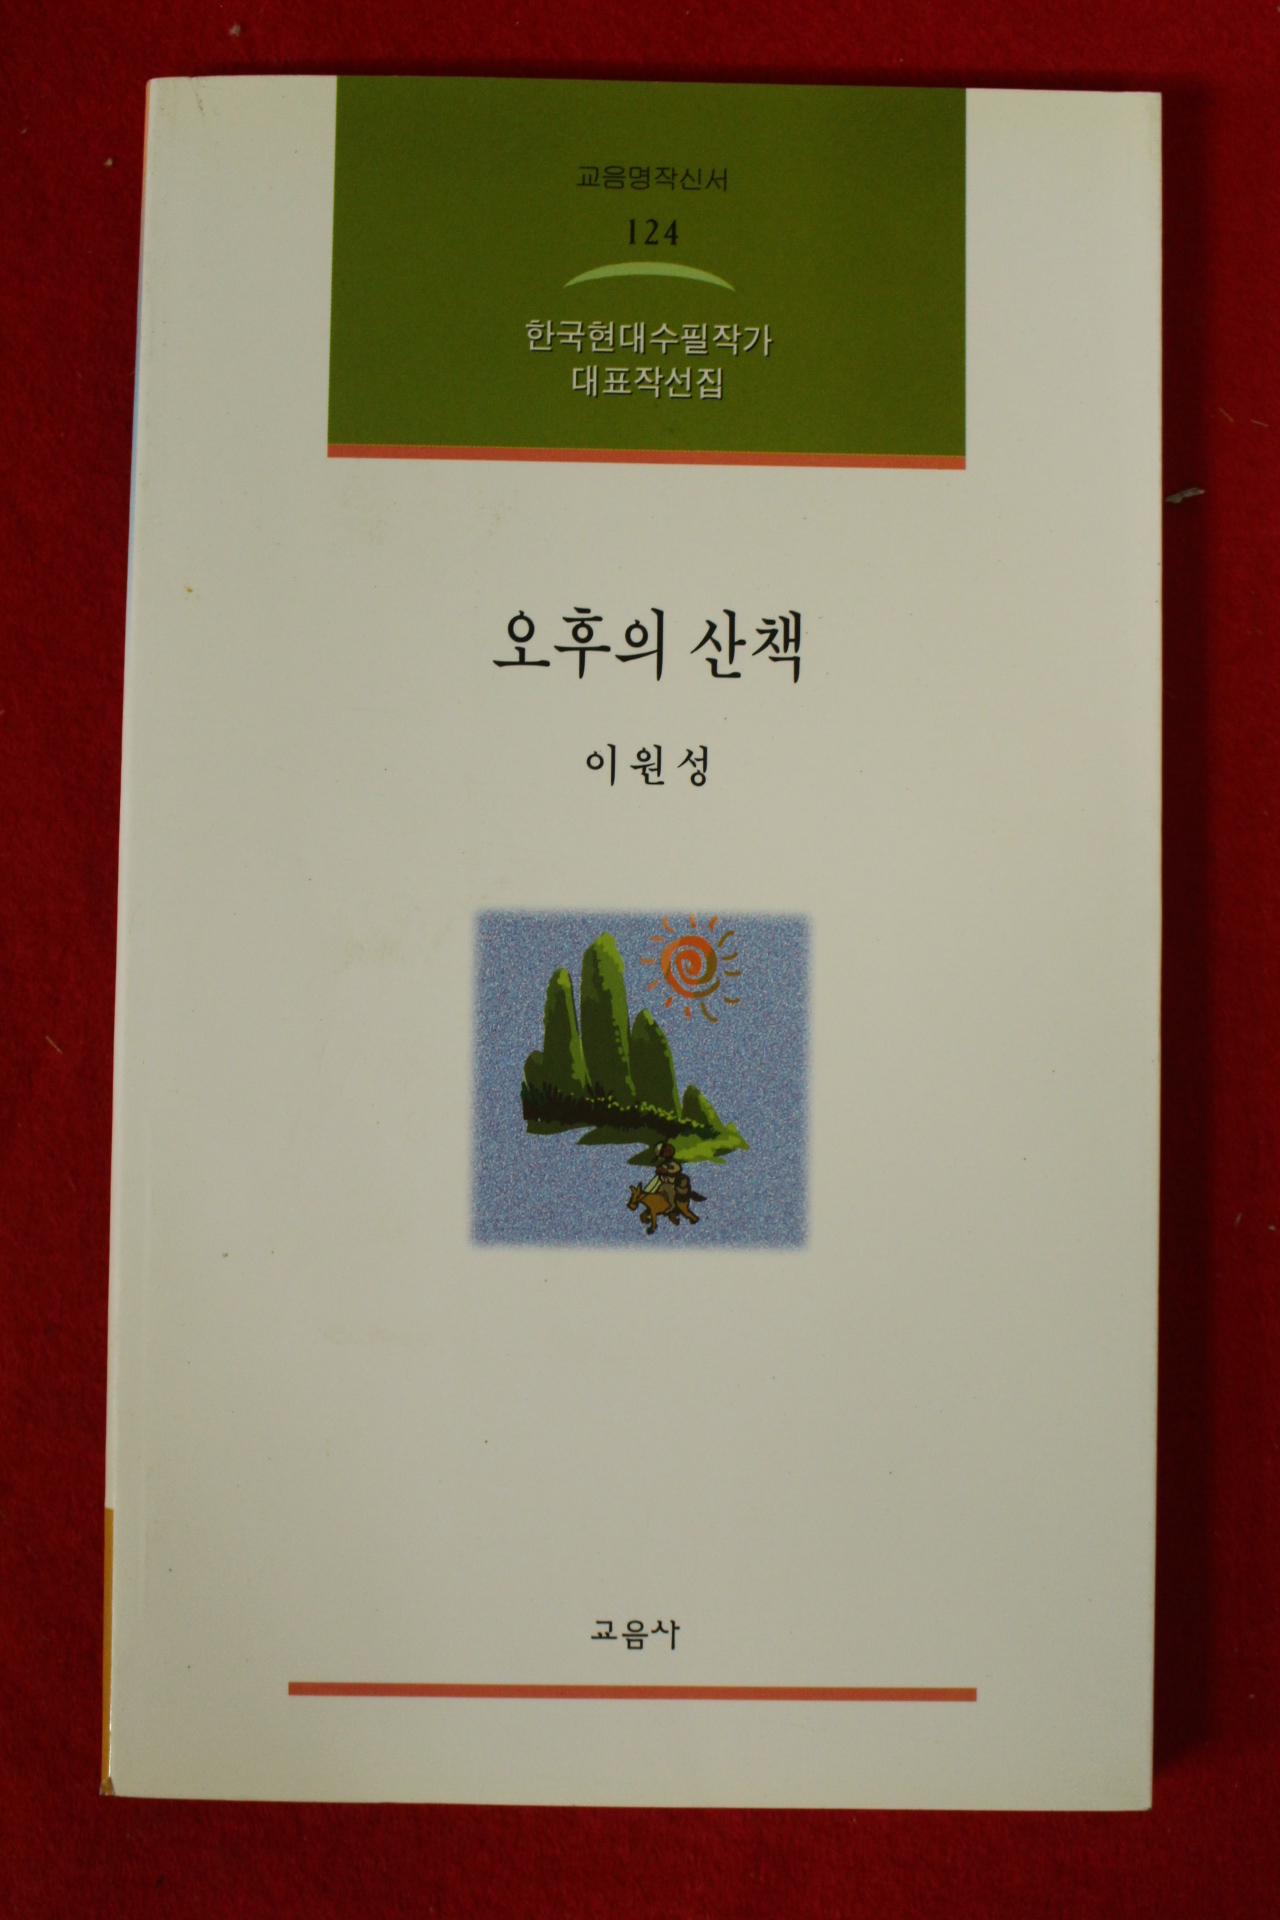 교음명작신서
124
한국현대수필작가
대표작선집
오후의 산책
이원성
교음사